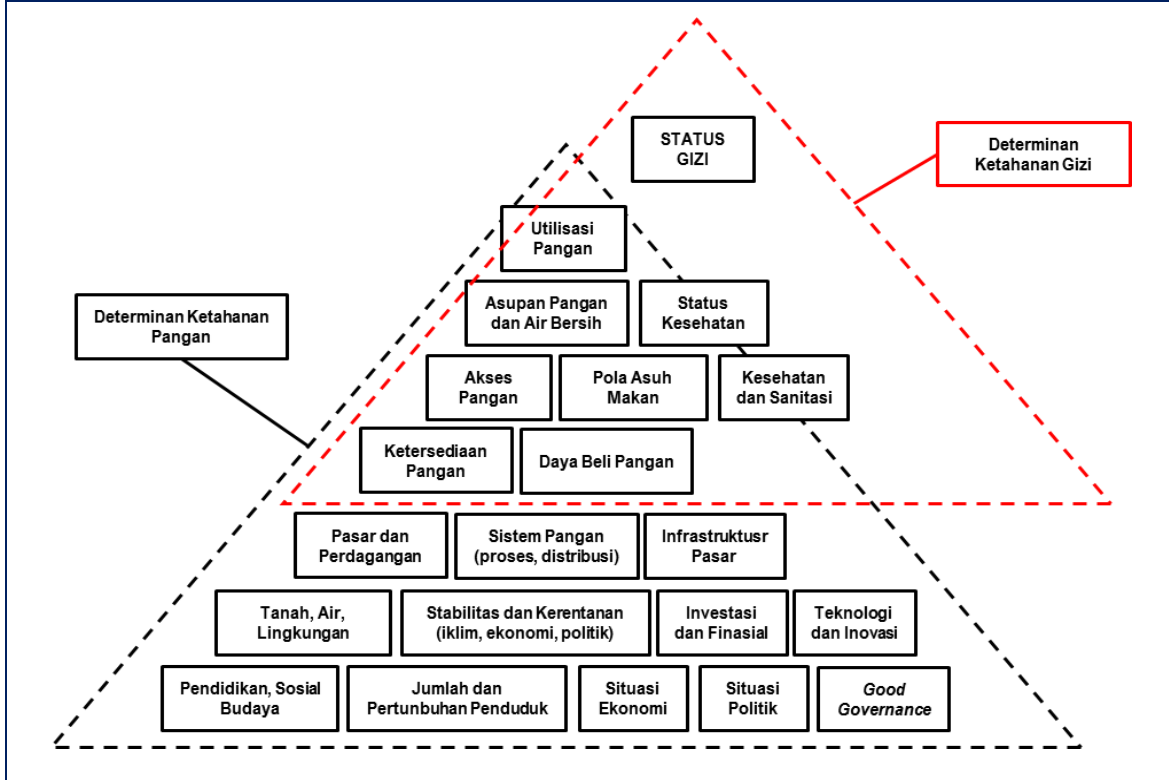 STATUS
GIZI
Determinan
Ketahanan Gizi
Utilisasi
Pangan
Asupan Pangan
dan Air Bersih
Status
Kesehatan
Determinan Ketahanan
Pangan
Akses
Pangan
Pola Asuh
Makan
Kesehatan
dan Sanitasi
Ketersediaan
Pangan
Daya Beli Pangan
Pasar dan
Perdagangan
Sistem Pangan
(proses, distribusi)
Infrastruktusr
Pasar
Tanah, Air,
Lingkungan
Stabilitas dan Kerentanan
(iklim, ekonomi, politik)
Investasi
dan Finasial
Teknologi
dan Inovasi
Pendidikan, Sosial
Budaya
Jumlah dan
Pertunbuhan Penduduk
Situasi
Ekonomi
Situasi
Politik
Good
Governance